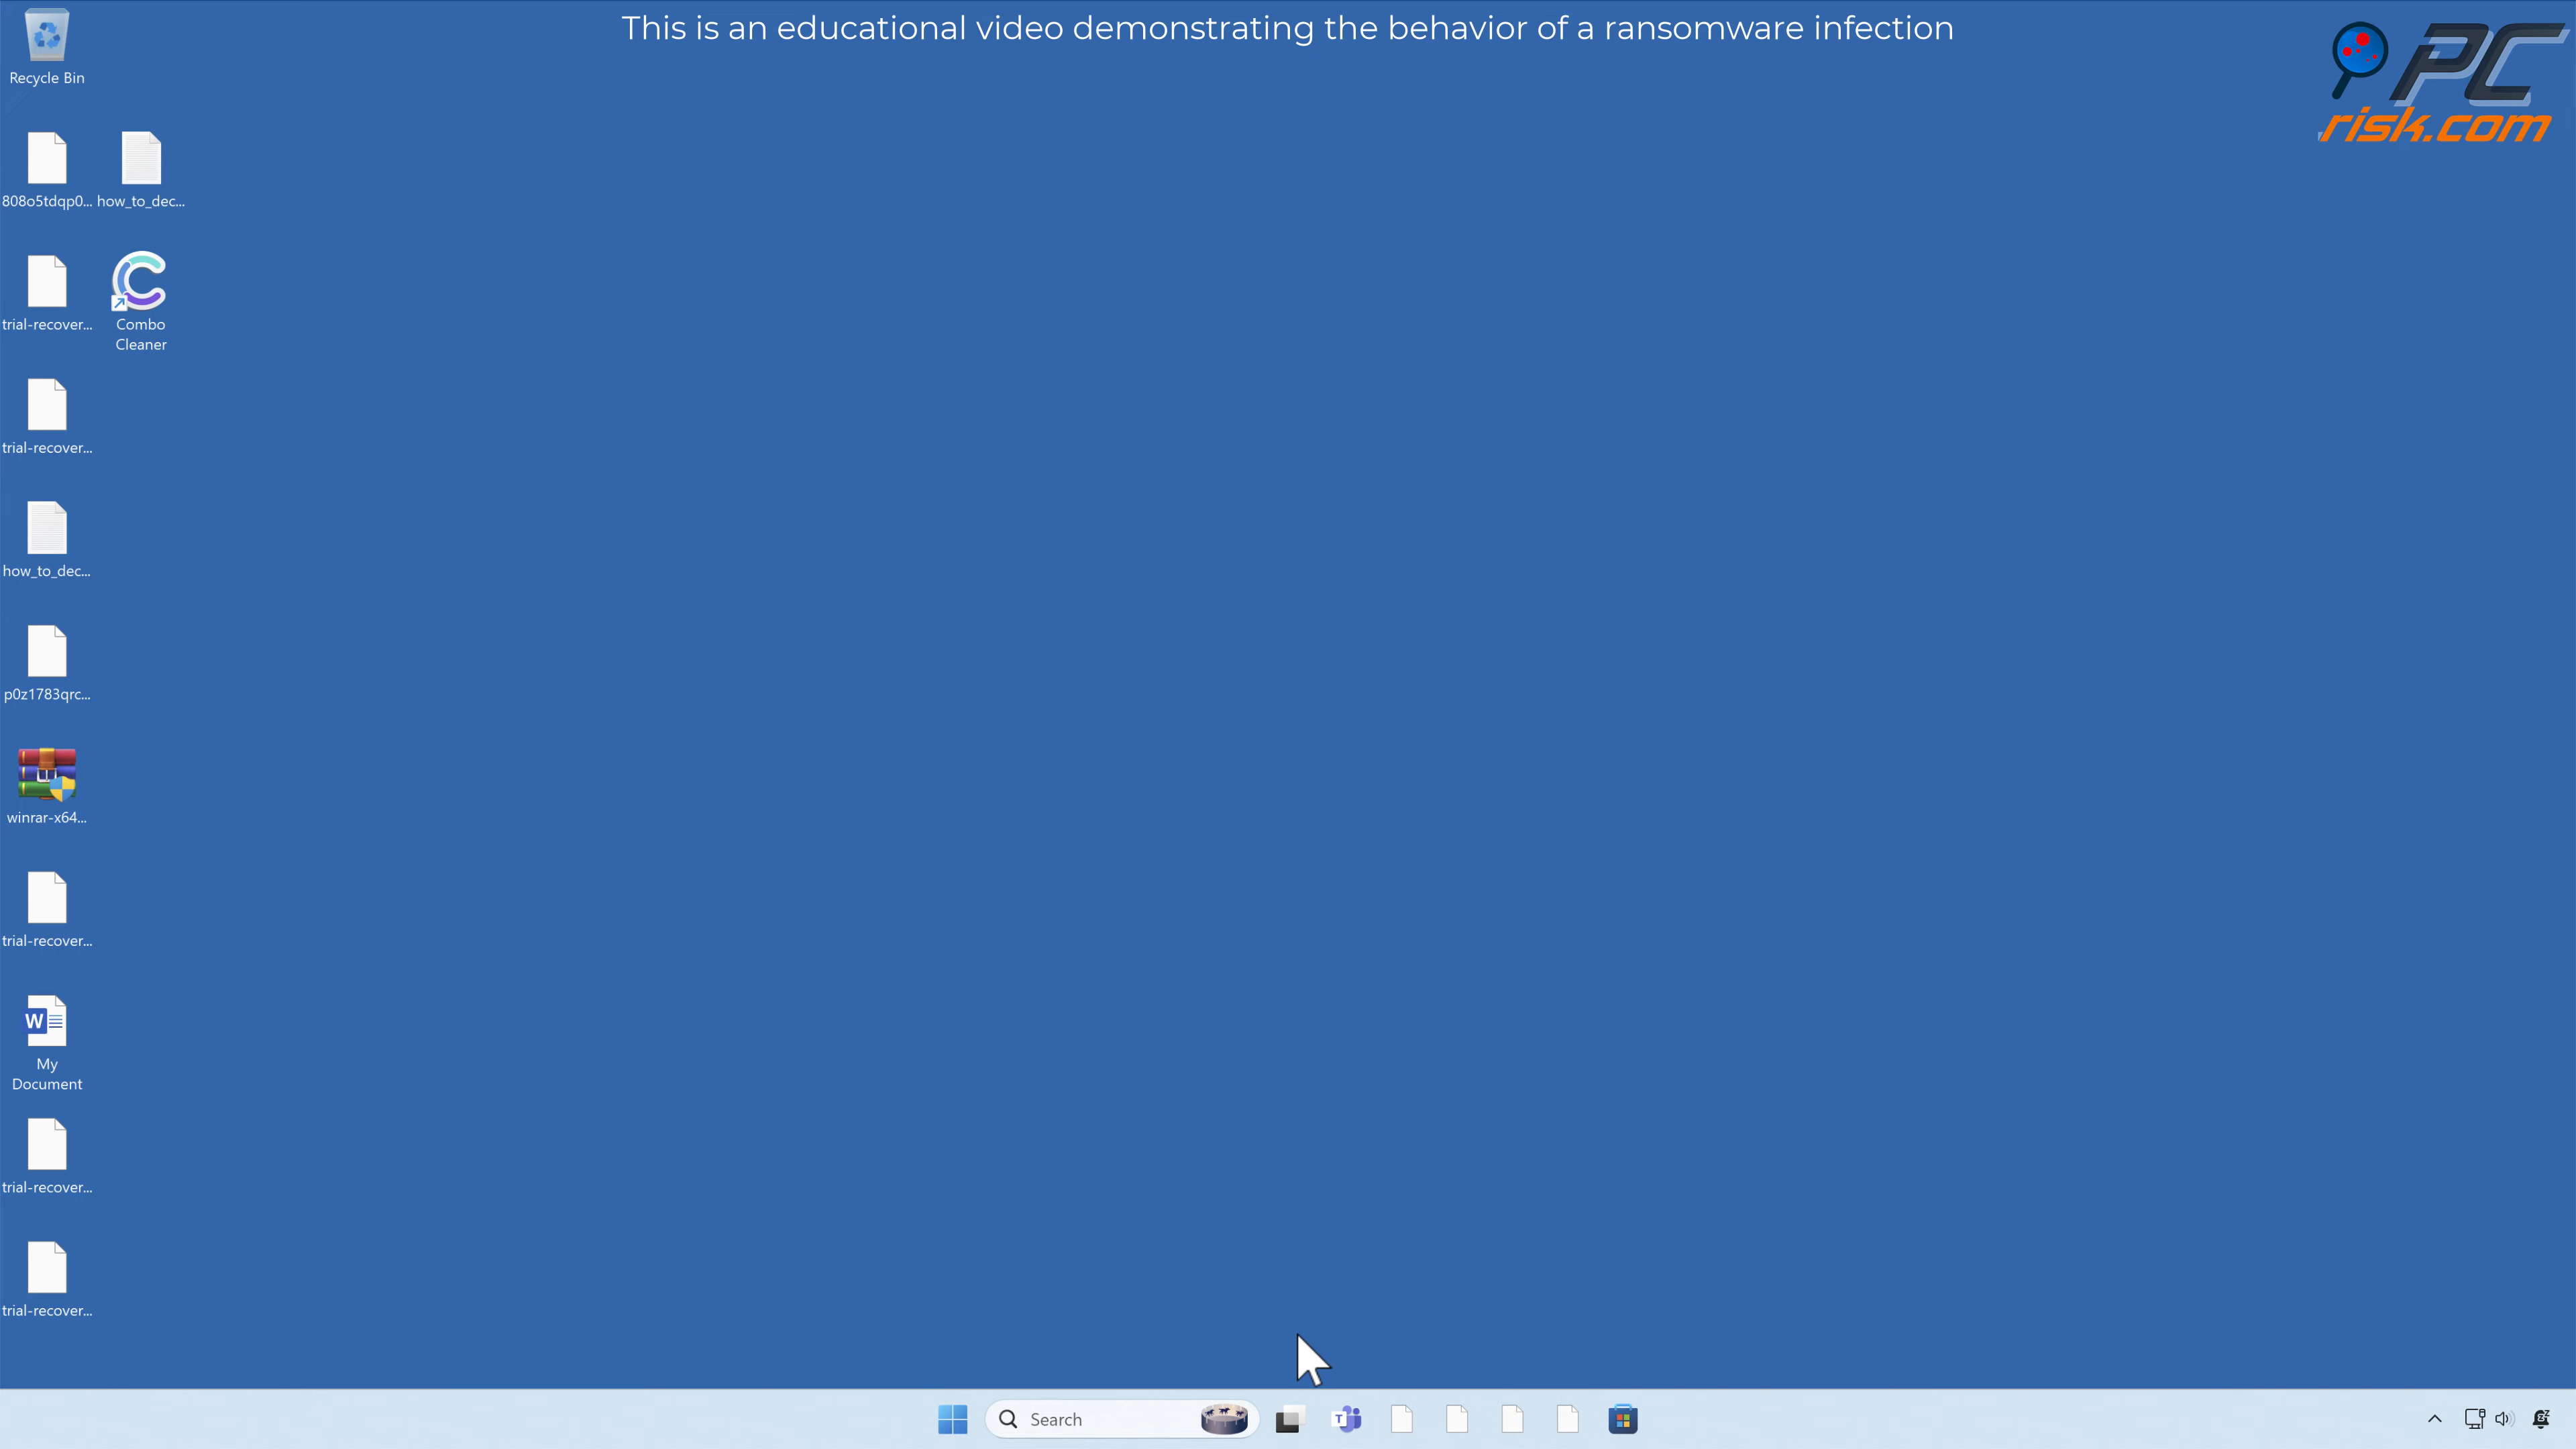 This is an educational video demonstrating the behavior of a ransomware infection
PC
risk.com
Recycle Bin
808o5tdqp0...
how_to_dec...
trial-recover...
Combo
Cleaner
trial-recover...
how_to_dec...
p0z1783qrc...
winrar-x64...
trial-recover...
W
My
Document
trial-recover...
trial-recover...
Search
T